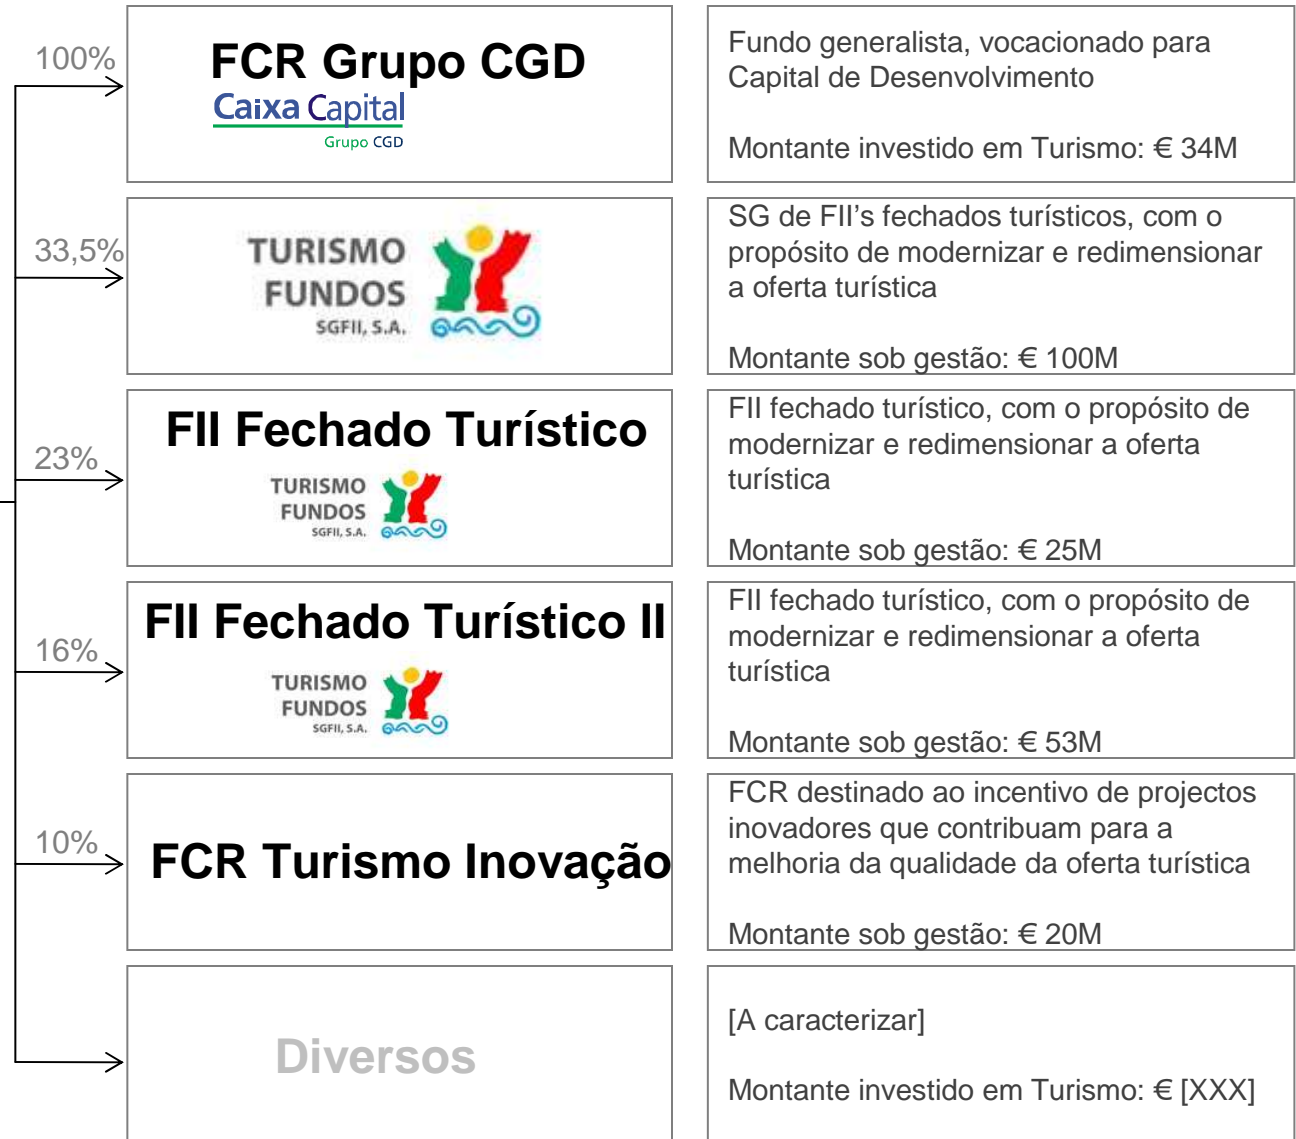 100%
FCR Grupo CGD
Caixa Capital
Grupo CGD
Fundo generalista, vocacionado para
Capital de Desenvolvimento
Montante investido em Turismo: € 34M
33,5%
TURISMO
FUNDOS
SGFII, S.A.
SG de FII's fechados turísticos, com o
propósito de modernizar e redimensionar
a oferta turística
Montante sob gestão: € 100M
23%
FII Fechado Turístico
TURISMO
FUNDOS
SGFII, S.A.
FII fechado turístico, com o propósito de
modernizar e redimensionar a oferta
turística
Montante sob gestão: € 25M
16%
FII Fechado Turístico II
TURISMO
FUNDOS
SGFII, S.A.
FII fechado turístico, com o propósito de
modernizar e redimensionar a oferta
turística
Montante sob gestão: € 53M
10%
FCR Turismo Inovação
FCR destinado ao incentivo de projectos
inovadores que contribuam para a
melhoria da qualidade da oferta turística
Montante sob gestão: € 20M
Diversos
[A caracterizar]
Montante investido em Turismo: € [XXX]